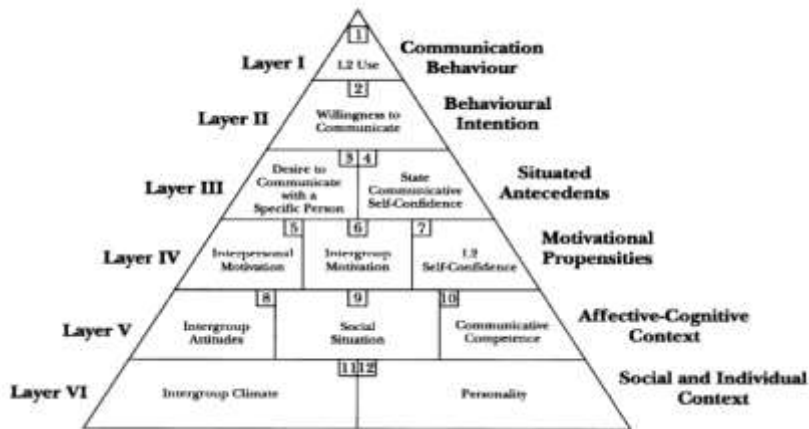 1
Layer I
L2 Use
Communication
Behaviour
2
Layer II
Willingness to
Communicate
Behavioural
Intention
3 4
Layer III
Desire to
Communicate
with a
Specific Person
State
Communicative
Self-Confidence
Situated
Antecedents
5 6 7
Layer IV
Interpersonal
Motivation
Intergroup
Motivation
L2
Self-Confidence
Motivational
Propensities
8 9 10
Layer V
Intergroup
Attitudes
Social
Situation
Communicative
Competence
Affective-Cognitive
Context
11 12
Layer VI
Intergroup Climate
Personality
Social and Individual
Context